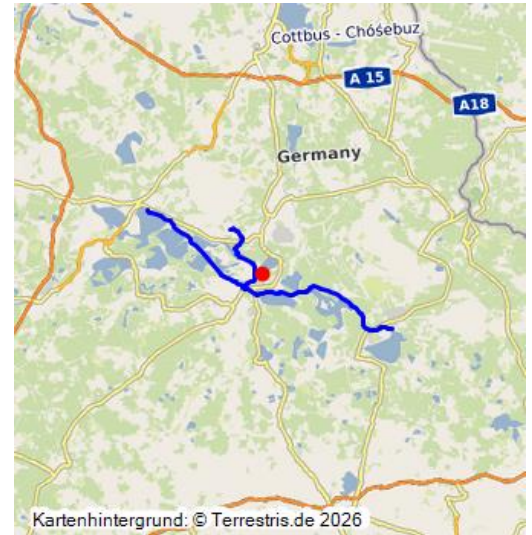 Cottbus - Chóśebuz
A 15
A18
Germany
Kartenhintergrund: © Terrestris.de 2026